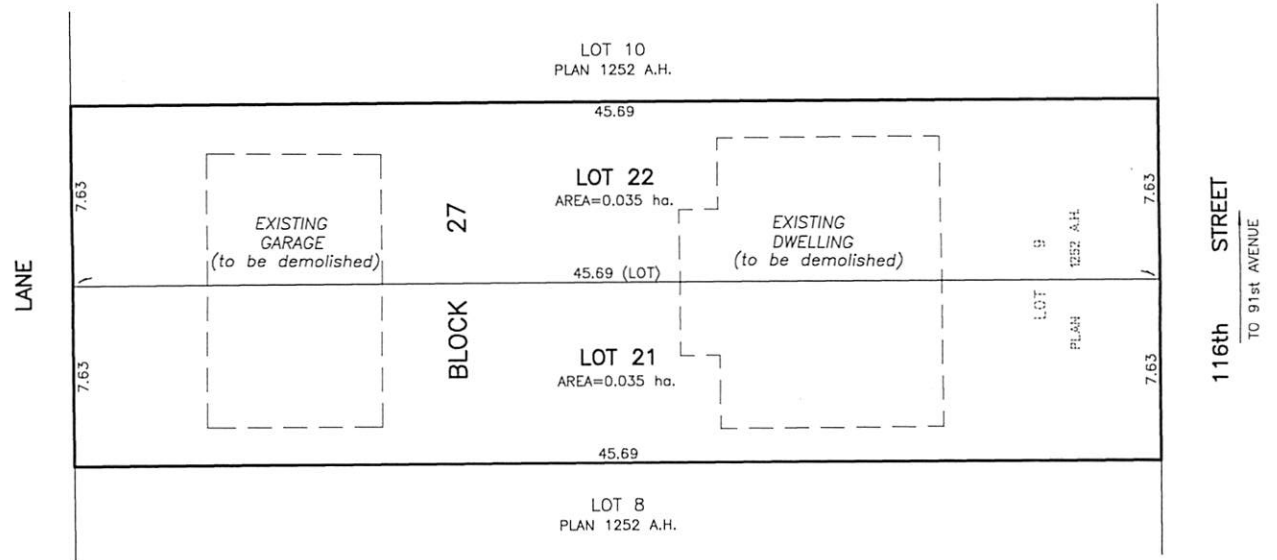 LOT 10
PLAN 1252 A.H.
45.69
7.63
LOT 22
AREA=0.035 ha.
7.63
EXISTING
GARAGE
(to be demolished)
27
EXISTING
DWELLING
(to be demolished)
LOT 9
PLAN 1252 A.H.
116th STREET
TO 91st AVENUE
LANE
45.69 (LOT)
BLOCK
LOT 21
AREA=0.035 ha.
7.63
7.63
45.69
LOT 8
PLAN 1252 A.H.